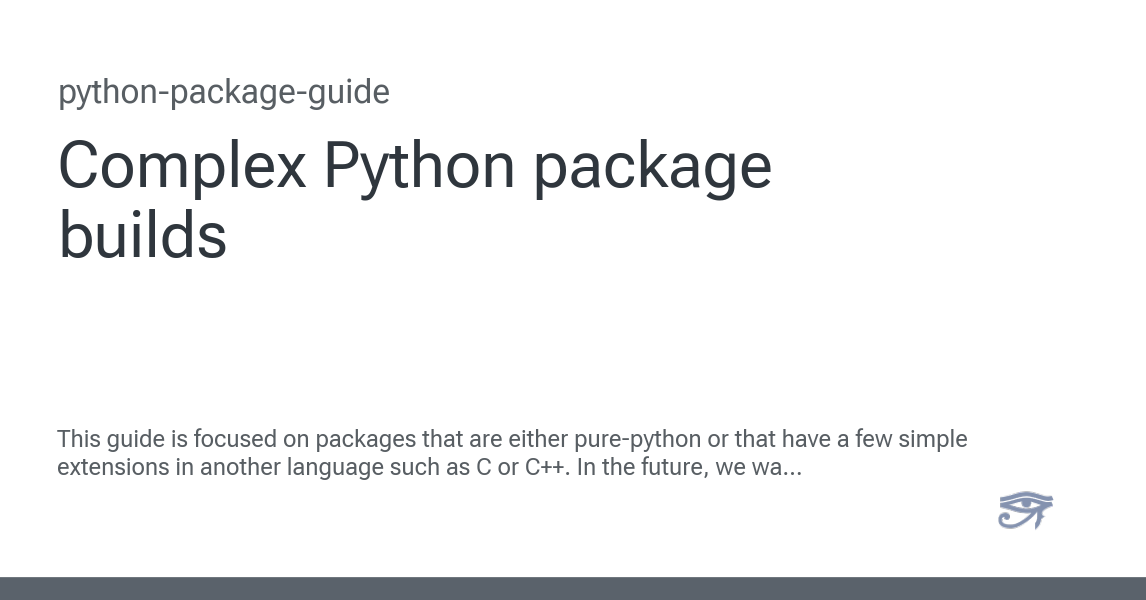 python-package-guide
Complex Python package
builds
This guide is focused on packages that are either pure-python or that have a few simple
extensions in another language such as C or C++. In the future, we wa...